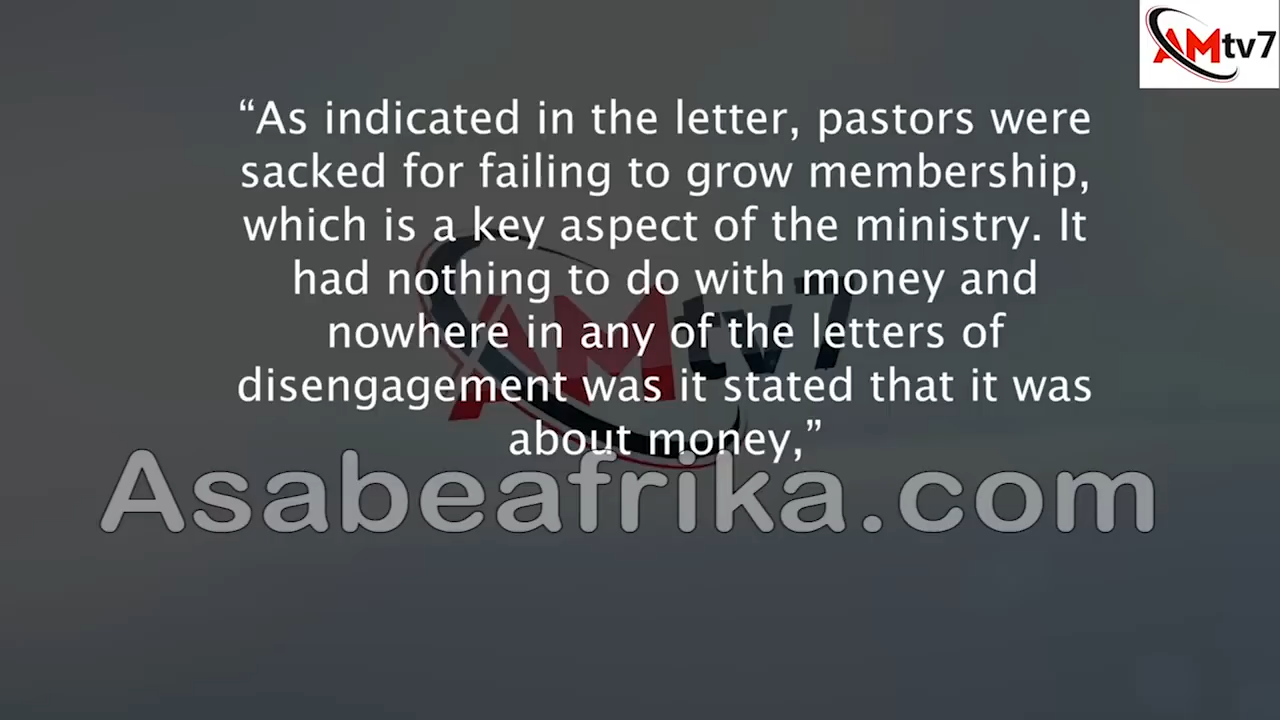 AMtv7
“As indicated in the letter, pastors were
sacked for failing to grow membership,
which is a key aspect of the ministry. It
had nothing to do with money and
nowhere in any of the letters of
disengagement was it stated that it was
about money,”
AMtv7
Asabeafrika.com